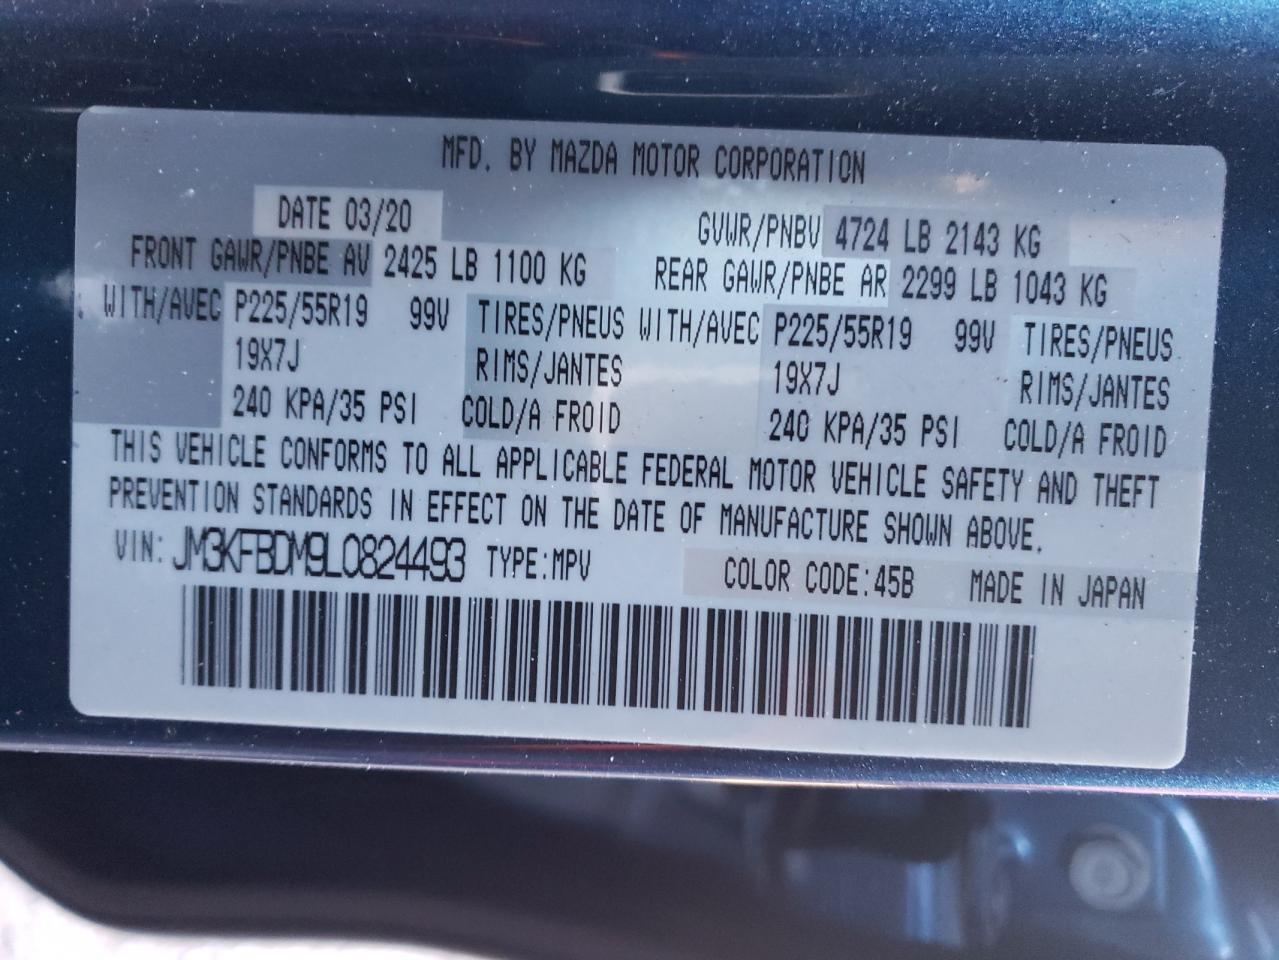 MFD. BY MAZDA MOTOR CORPORATION
DATE 03/20 GVWR/PNBV 4724 LB 2143 KG
FRONT GAWR/PNBE AV 2425 LB 1100 KG REAR GAWR/PNBE AR 2299 LB 1043 KG
WITH/AVEC P225/55R19 99V TIRES/PNEUS WITH/AVEC P225/55R19 99V TIRES/PNEUS
19X7J RIMS/JANTES 19X7J RIMS/JANTES
240 KPA/35 PSI COLD/A FROID 240 KPA/35 PSI COLD/A FROID
THIS VEHICLE CONFORMS TO ALL APPLICABLE FEDERAL MOTOR VEHICLE SAFETY AND THEFT
PREVENTION STANDARDS IN EFFECT ON THE DATE OF MANUFACTURE SHOWN ABOVE.
VIN: JM3KFBDM9L0824493 TYPE:MPV COLOR CODE:45B MADE IN JAPAN